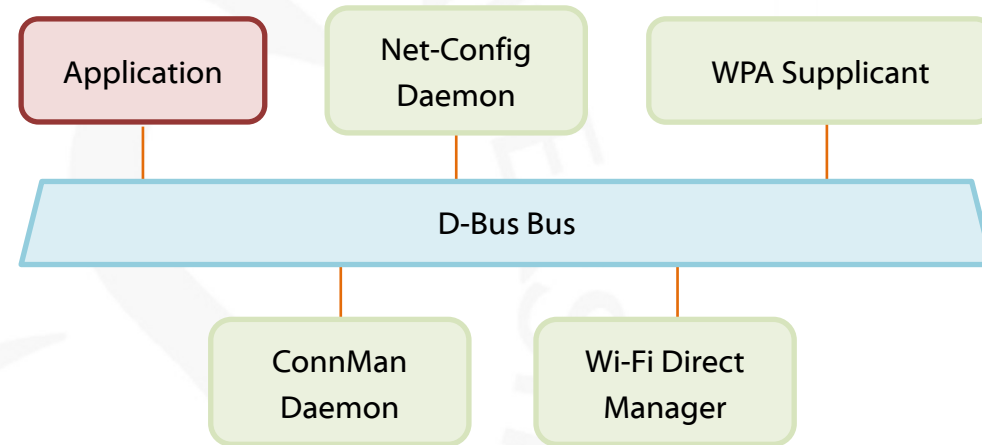 Application
Net-Config
Daemon
WPA Supplicant
D-Bus Bus
ConnMan
Daemon
Wi-Fi Direct
Manager